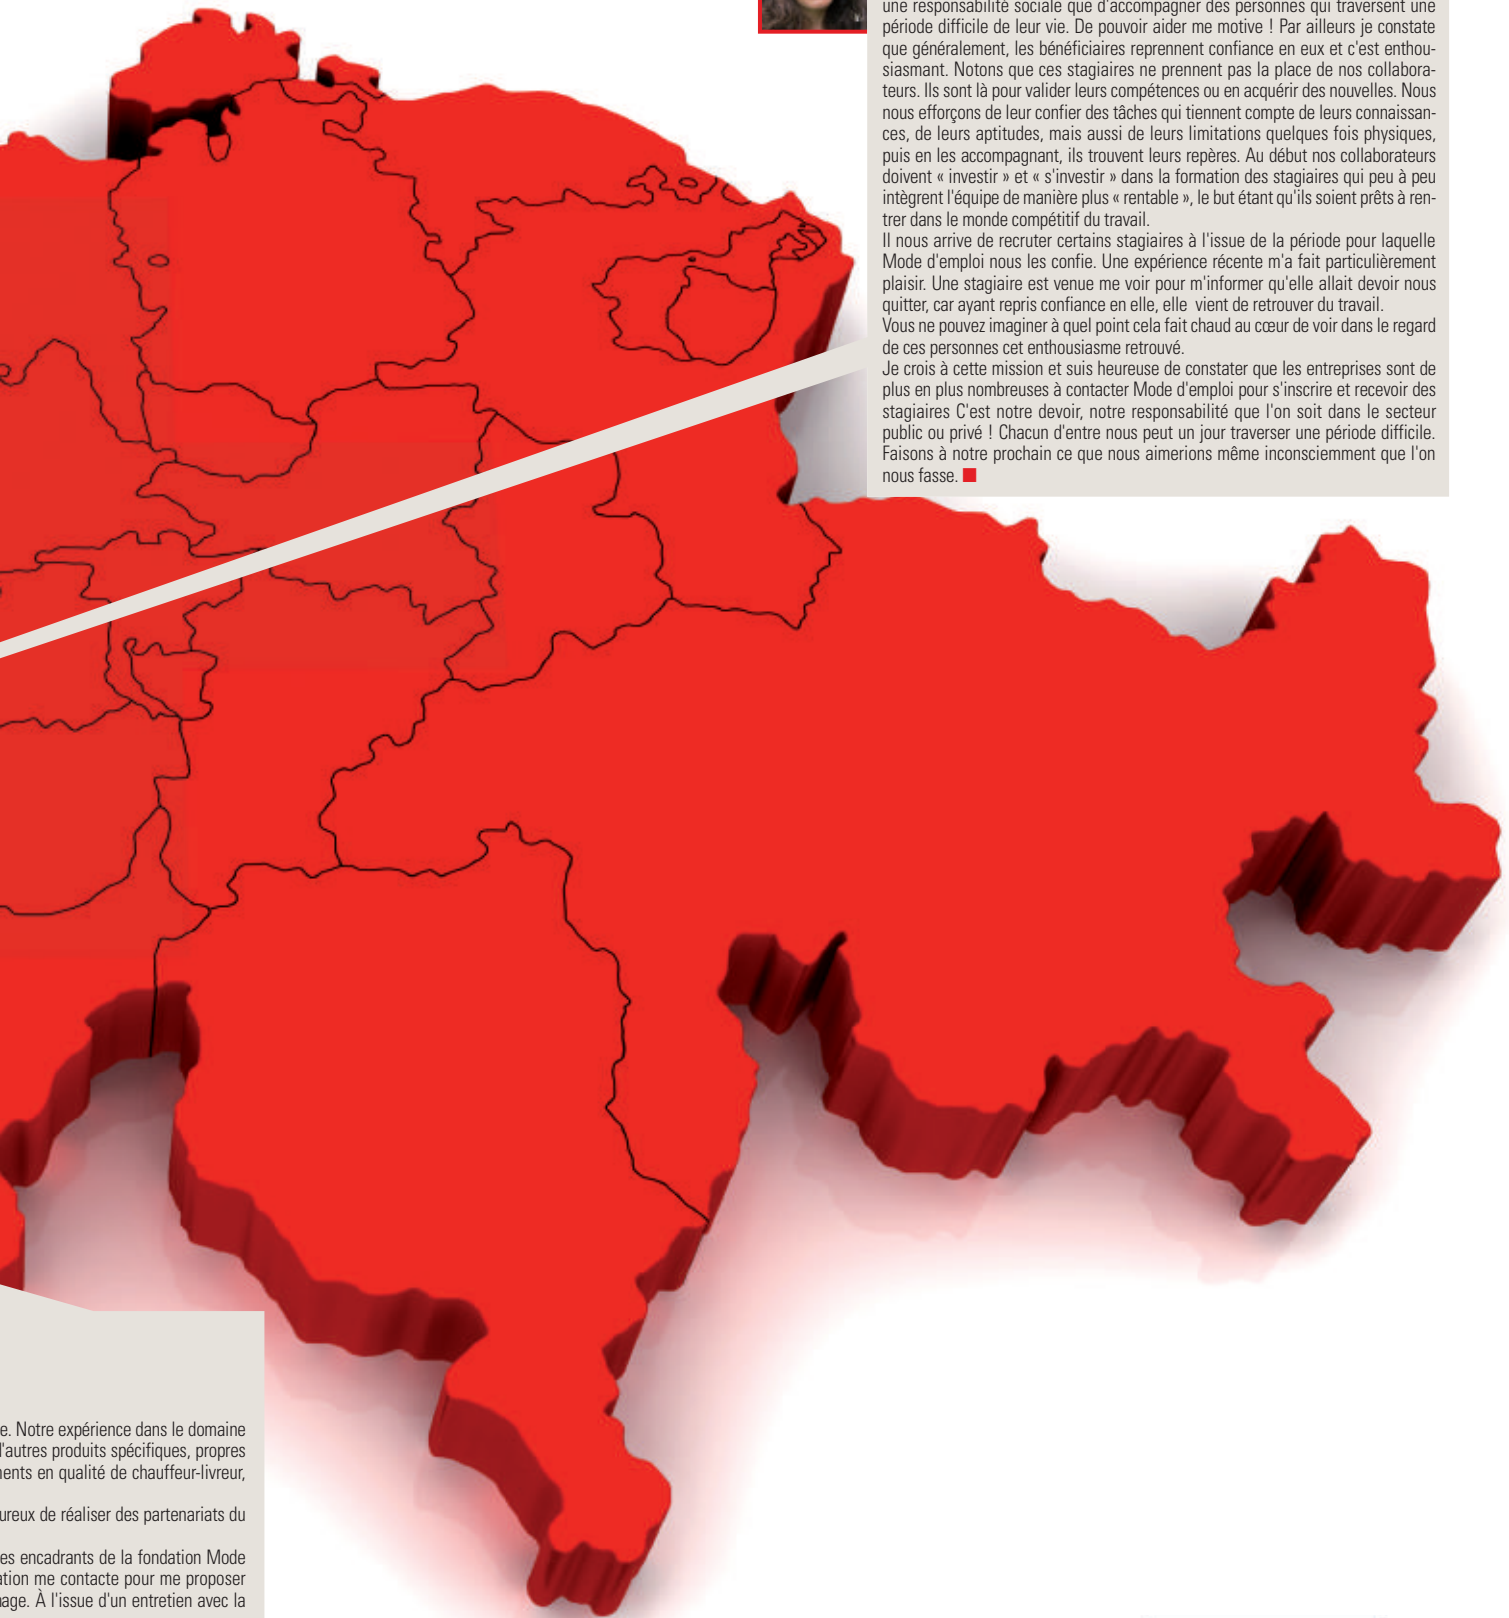 une responsabilité sociale que d'accompagner des personnes qui traversent une
période difficile de leur vie. De pouvoir aider me motive ! Par ailleurs je constate
que généralement, les bénéficiaires reprennent confiance en eux et c'est enthou-
siasmant. Notons que ces stagiaires ne prennent pas la place de nos collabora-
teurs. Ils sont là pour valider leurs compétences ou en acquérir des nouvelles. Nous
nous efforçons de leur confier des tâches qui tiennent compte de leurs connaissan-
ces, de leurs aptitudes, mais aussi de leurs limitations quelques fois physiques,
puis en les accompagnant, ils trouvent leurs repères. Au début nos collaborateurs
doivent « investir » et « s'investir » dans la formation des stagiaires qui peu à peu
intègrent l'équipe de manière plus « rentable », le but étant qu'ils soient prêts à ren-
trer dans le monde compétitif du travail.
Il nous arrive de recruter certains stagiaires à l'issue de la période pour laquelle
Mode d'emploi nous les confie. Une expérience récente m'a fait particulièrement
plaisir. Une stagiaire est venue me voir pour m'informer qu'elle allait devoir nous
quitter, car ayant repris confiance en elle, elle vient de retrouver du travail.
Vous ne pouvez imaginer à quel point cela fait chaud au cœur de voir dans le regard
de ces personnes cet enthousiasme retrouvé.
Je crois à cette mission et suis heureuse de constater que les entreprises sont de
plus en plus nombreuses à contacter Mode d'emploi pour s'inscrire et recevoir des
stagiaires C'est notre devoir, notre responsabilité que l'on soit dans le secteur
public ou privé ! Chacun d'entre nous peut un jour traverser une période difficile.
Faisons à notre prochain ce que nous aimerions même inconsciemment que l'on
nous fasse.
e. Notre expérience dans le domaine
'autres produits spécifiques, propres
ents en qualité de chauffeur-livreur,
ureux de réaliser des partenariats du
es encadrants de la fondation Mode
ation me contacte pour me proposer
age. À l'issue d'un entretien avec la